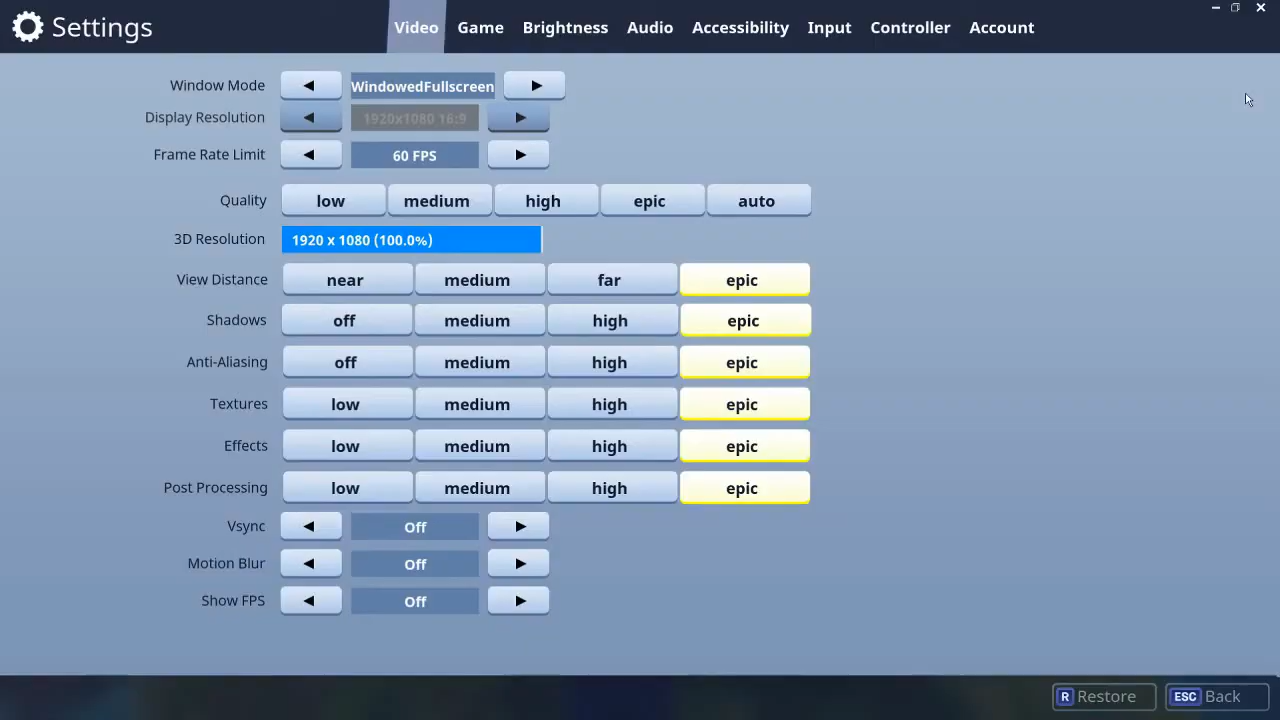 Settings
Video Game Brightness Audio Accessibility Input Controller Account
Window Mode ◄ WindowedFullscreen ►
Display Resolution ◄ 1920x1080 16:9 ►
Frame Rate Limit ◄ 60 FPS ►
Quality low medium high epic auto
3D Resolution 1920 x 1080 (100.0%)
View Distance near medium far epic
Shadows off medium high epic
Anti-Aliasing off medium high epic
Textures low medium high epic
Effects low medium high epic
Post Processing low medium high epic
Vsync ◄ Off ►
Motion Blur ◄ Off ►
Show FPS ◄ Off ►
R Restore ESC Back